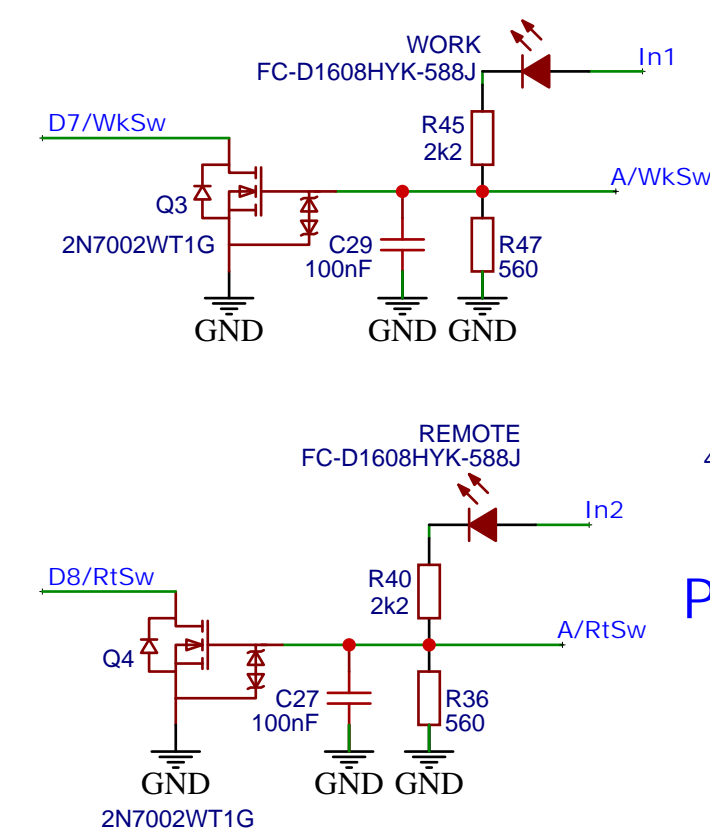 WORK
FC-D1608HYK-588J
In1
D7/WkSw
R45
2k2
A/WkSw
Q3
2N7002WT1G
C29
100nF
R47
560
GND
GND GND
REMOTE
FC-D1608HYK-588J
4
In2
D8/RtSw
R40
2k2
P
A/RtSw
Q4
C27
100nF
R36
560
GND
GND GND
2N7002WT1G